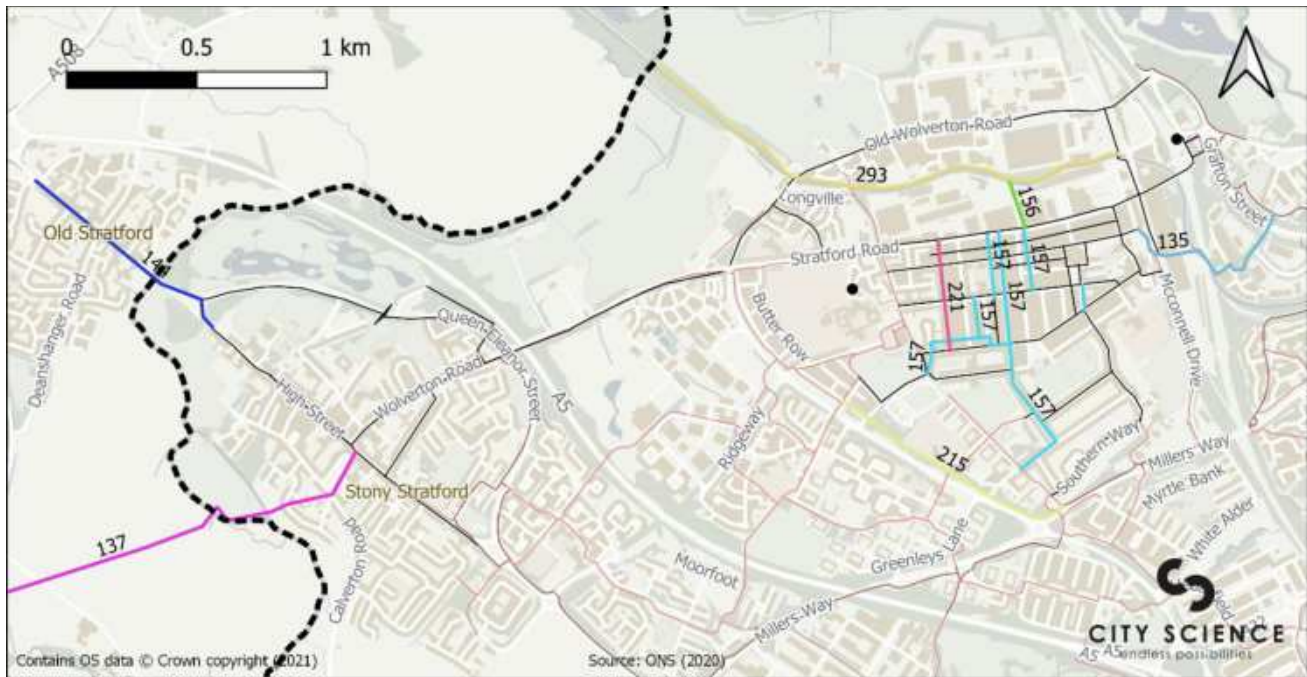 0 0.5 1 km
A508
Old-Wolverton-Road
Grafton Street
293
Longville
156
Old Stratford
Stratford Road
135
157
157
Deanshanger Road
221
157
157
Mcconnell Drive
Butter Row
Queen-Eleanor-Street
157
High-Street
Wolverton-Road
A5
157
Ridgeway
215
Southern-Way
Millers-Way
Stony Stratford
Myrtle Bank
137
Calverton Road
White Alder
Moorfoot
Greenleys Lane
Millers-Way
CITY SCIENCE
endless possibilities
A5 A5
Contains OS data © Crown copyright (2021)
Source: ONS (2020)